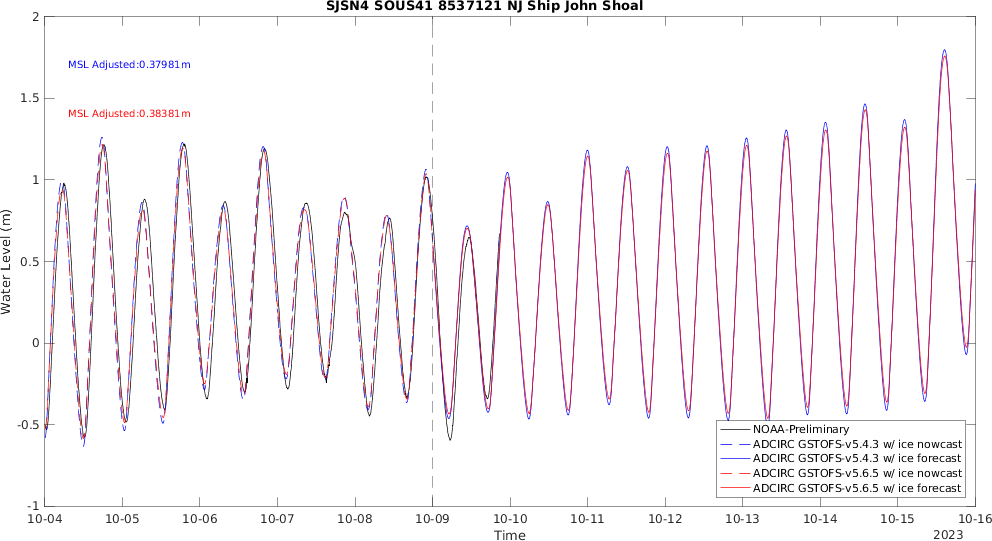 SJSN4 SOUS41 8537121 NJ Ship John Shoal
2
1.5
1
0.5
0
-0.5
-1
Water Level (m)
MSL Adjusted:0.37981m
MSL Adjusted:0.38381m
NOAA-Preliminary
ADCIRC GSTOFS-v5.4.3 w/ ice nowcast
ADCIRC GSTOFS-v5.4.3 w/ ice forecast
ADCIRC GSTOFS-v5.6.5 w/ ice nowcast
ADCIRC GSTOFS-v5.6.5 w/ ice forecast
10-04 10-05 10-06 10-07 10-08 10-09 10-10 10-11 10-12 10-13 10-14 10-15 10-16
Time
2023